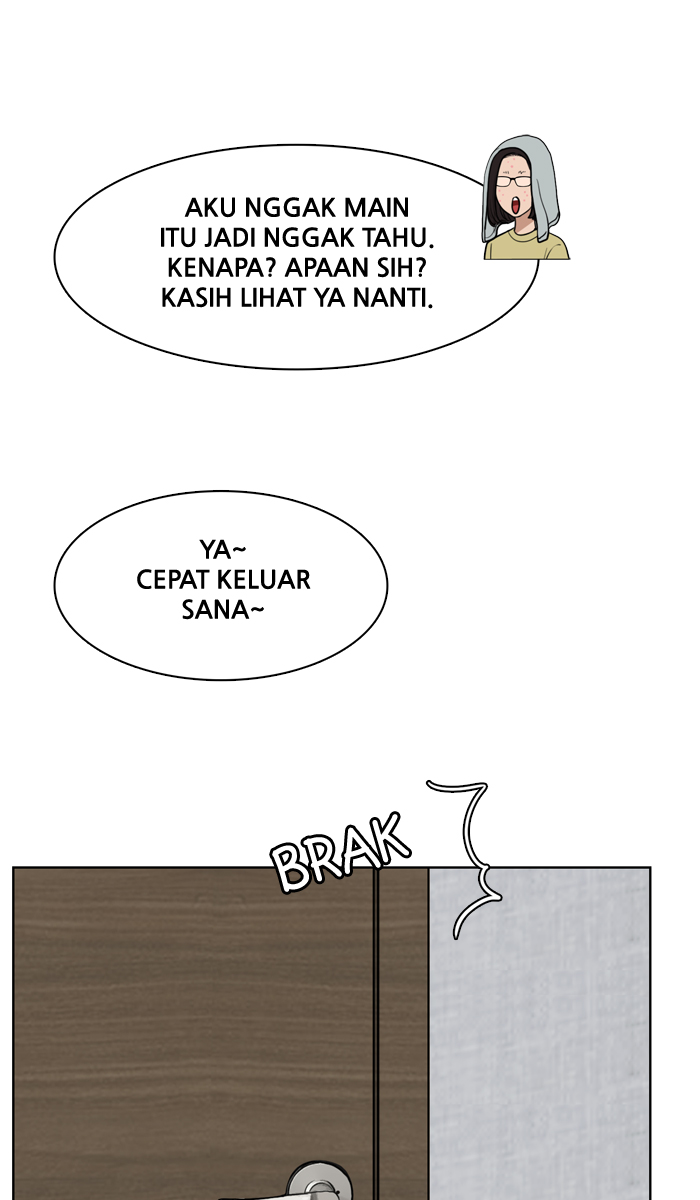 AKU NGGAK MAIN
ITU JADI NGGAK TAHU.
KENAPA? APAAN SIH?
KASIH LIHAT YA NANTI.
YA~
CEPAT KELUAR
SANA~
BRAK